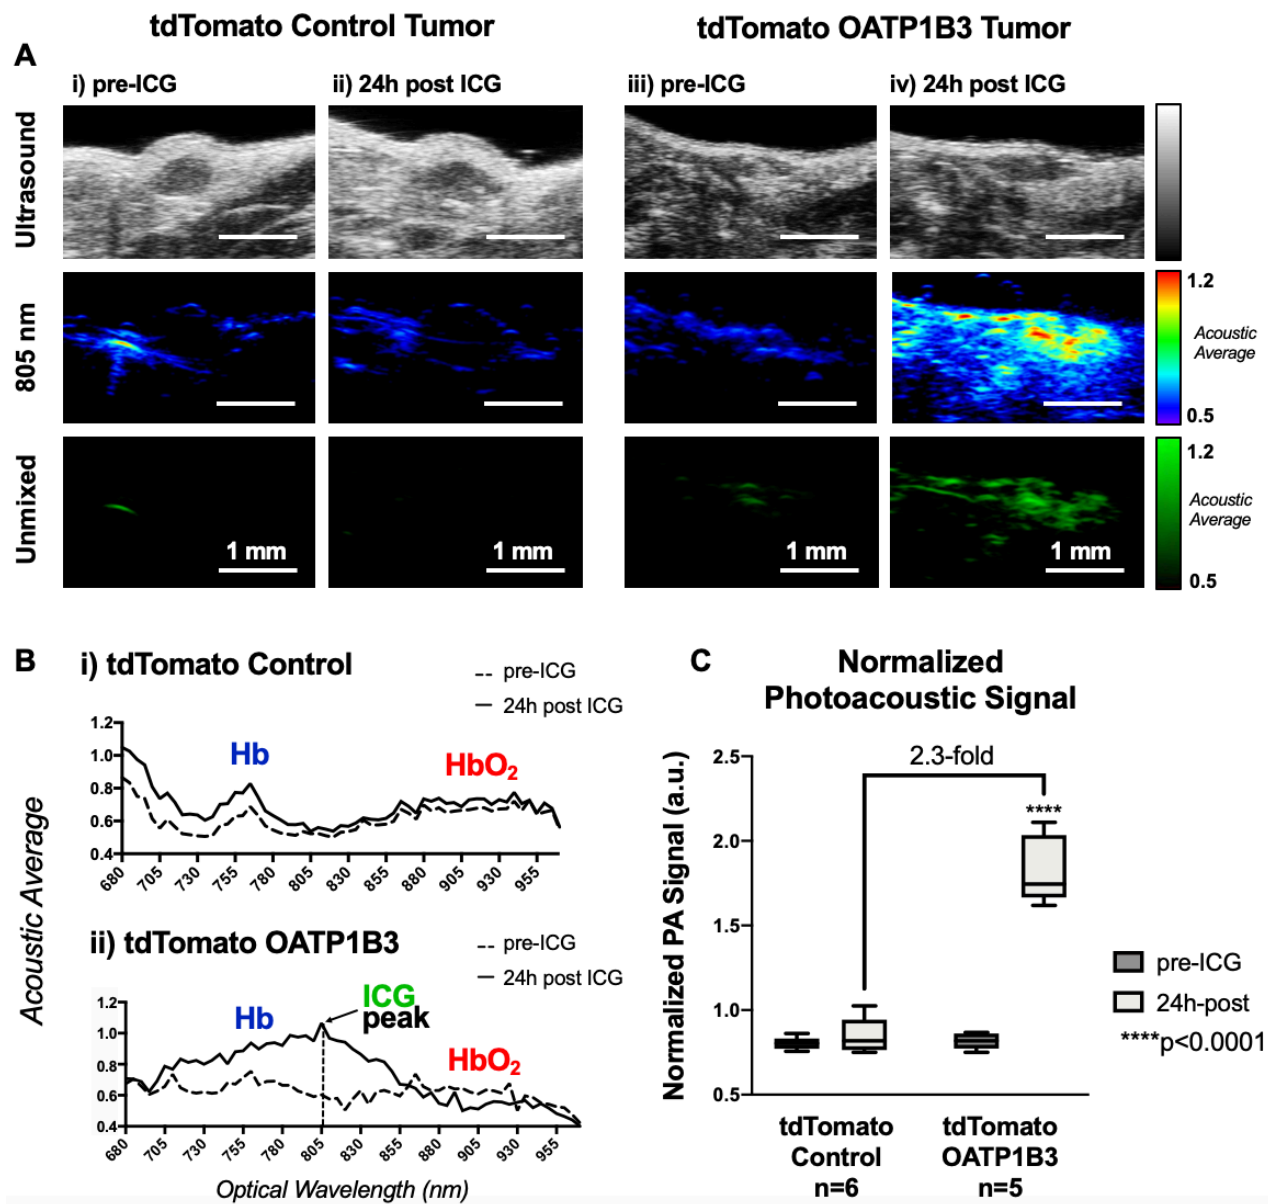 tdTomato Control Tumor
tdTomato OATP1B3 Tumor
A
i) pre-ICG
ii) 24h post ICG
iii) pre-ICG
iv) 24h post ICG
Ultrasound
805 nm
1.2
Acoustic
Average
0.5
Unmixed
1 mm
1 mm
1 mm
1 mm
1.2
Acoustic
Average
0.5
B
i) tdTomato Control
-- pre-ICG
— 24h post ICG
Acoustic Average
1.2
1.0
0.8
0.6
0.4
Hb
HbO2
680 705 730 755 780 805 830 855 880 905 930 955
ii) tdTomato OATP1B3
-- pre-ICG
— 24h post ICG
1.2
1.0
0.8
0.6
0.4
Hb
ICG
peak
HbO2
680 705 730 755 780 805 830 855 880 905 930 955
Optical Wavelength (nm)
C
Normalized
Photoacoustic Signal
Normalized PA Signal (a.u.)
2.5
2.0
1.5
1.0
0.5
2.3-fold
****
pre-ICG
24h-post
****p<0.0001
tdTomato
Control
n=6
tdTomato
OATP1B3
n=5